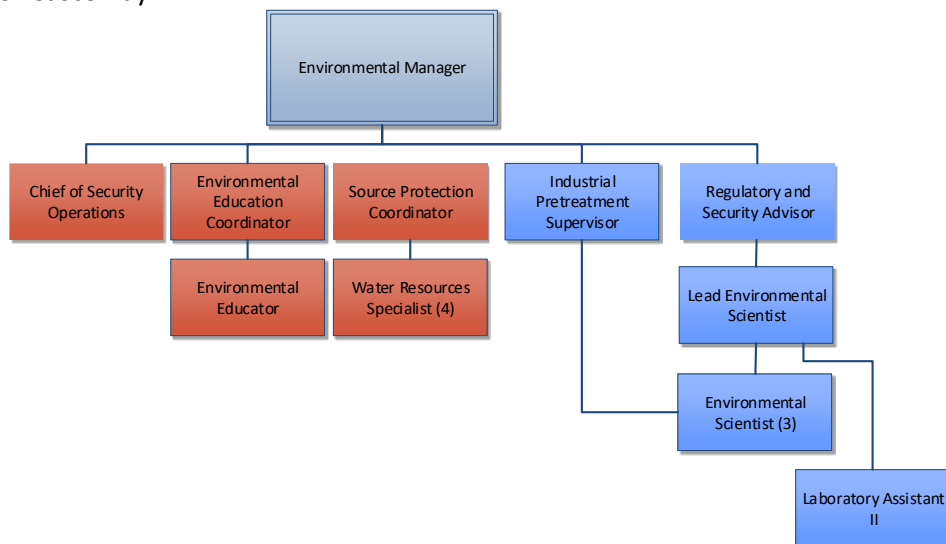 Environmental Manager
Chief of Security
Operations
Environmental
Education
Coordinator
Source Protection
Coordinator
Industrial
Pretreatment
Supervisor
Regulatory and
Security Advisor
Environmental
Educator
Water Resources
Specialist (4)
Lead Environmental
Scientist
Environmental
Scientist (3)
Laboratory Assistant
II